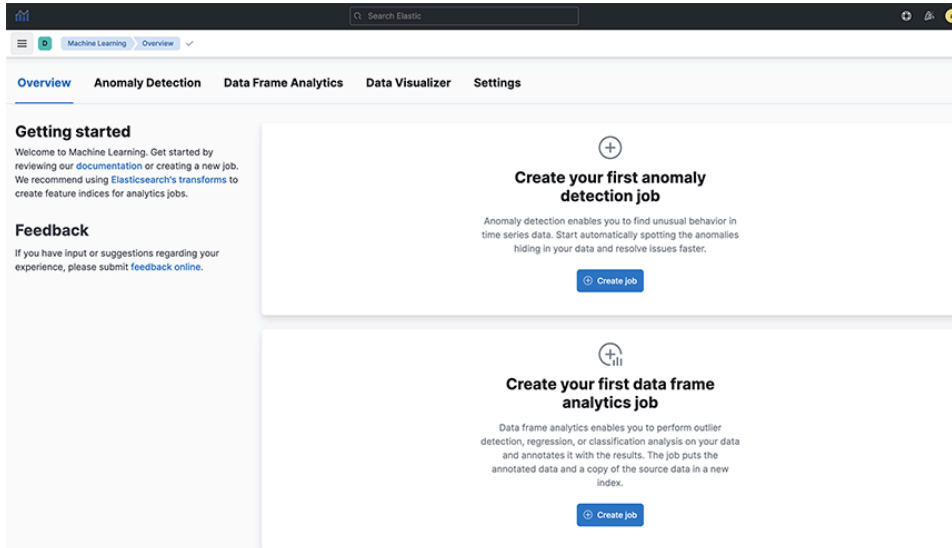 Search Elastic
D
Machine Learning
Overview
Overview
Anomaly Detection
Data Frame Analytics
Data Visualizer
Settings
Getting started
Welcome to Machine Learning. Get started by
reviewing our documentation or creating a new job.
We recommend using Elasticsearch's transforms to
create feature indices for analytics jobs.
Feedback
If you have input or suggestions regarding your
experience, please submit feedback online.
Create your first anomaly
detection job
Anomaly detection enables you to find unusual behavior in
time series data. Start automatically spotting the anomalies
hiding in your data and resolve issues faster.
Create job
Create your first data frame
analytics job
Data frame analytics enables you to perform outlier
detection, regression, or classification analysis on your data
and annotates it with the results. The job puts the
annotated data and a copy of the source data in a new
index.
Create job